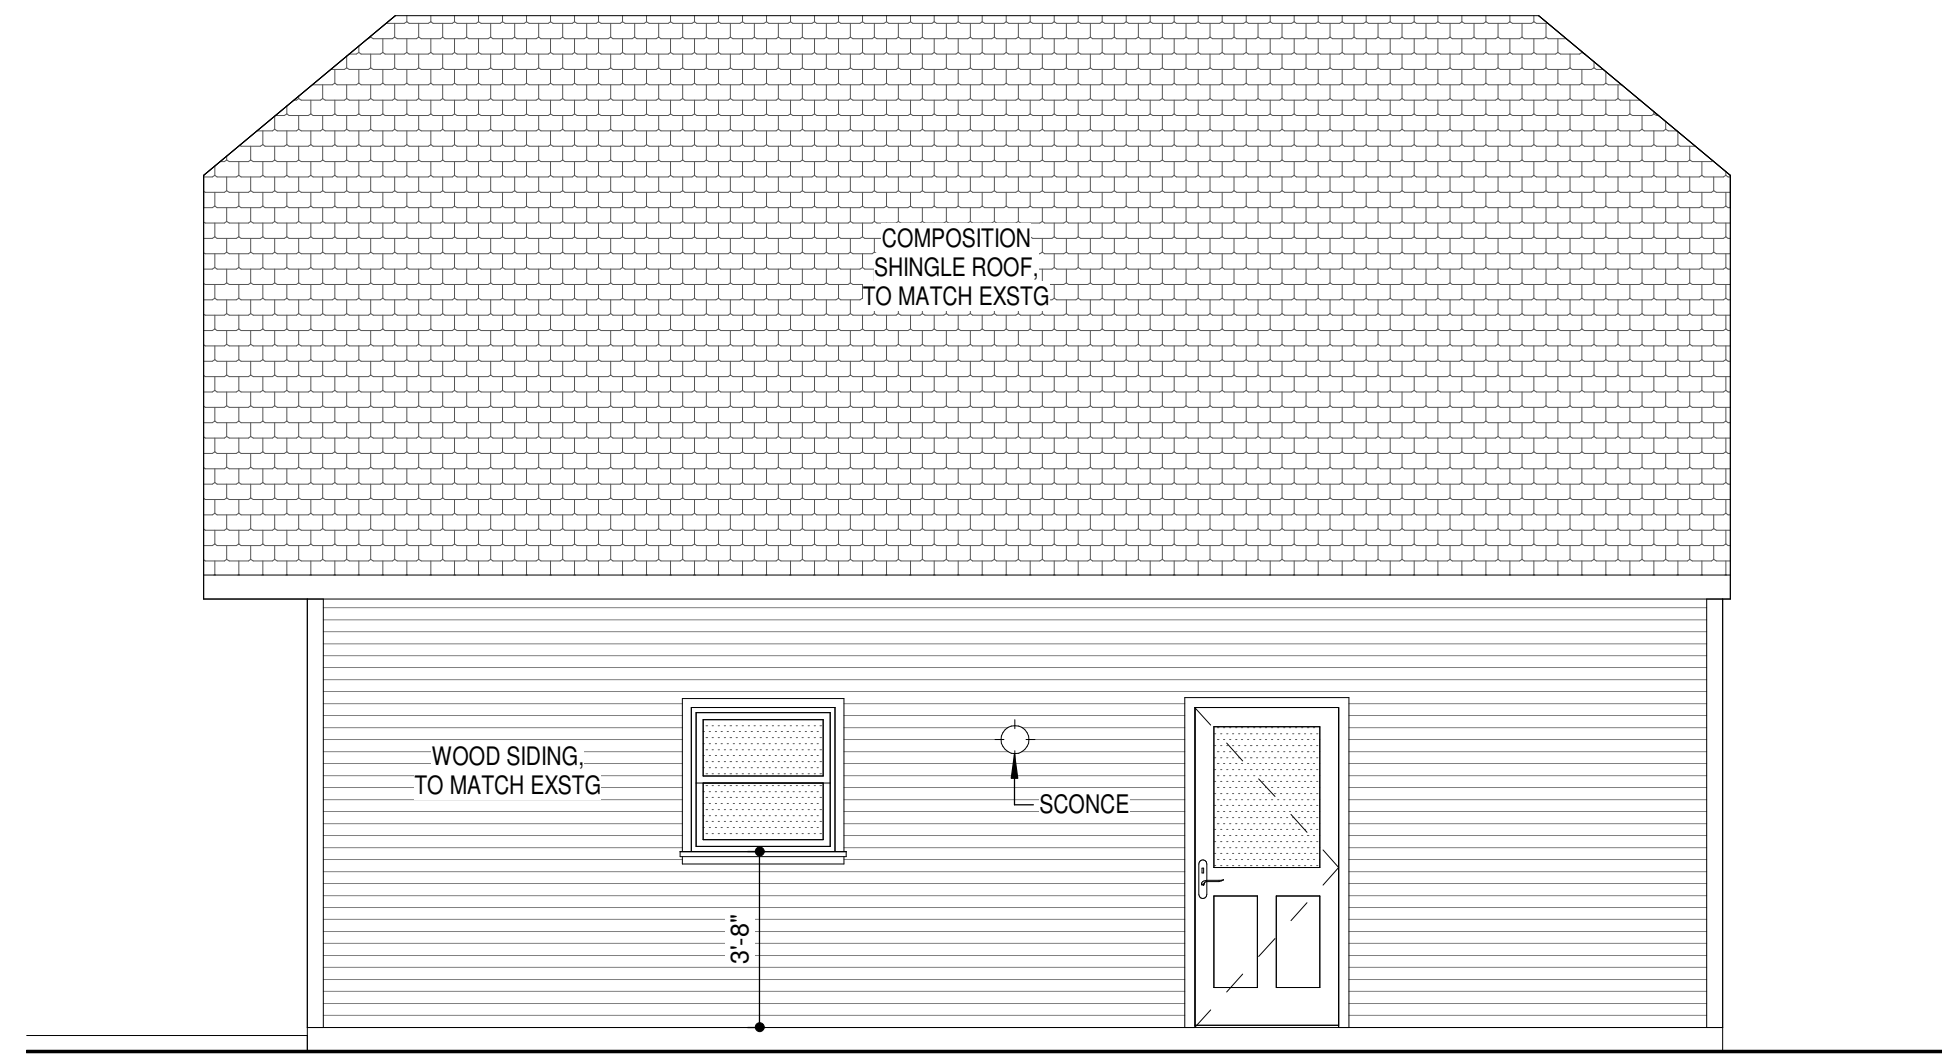 COMPOSITION
SHINGLE ROOF,
TO MATCH EXSTG
WOOD SIDING,
TO MATCH EXSTG
SCONCE
3'-8"